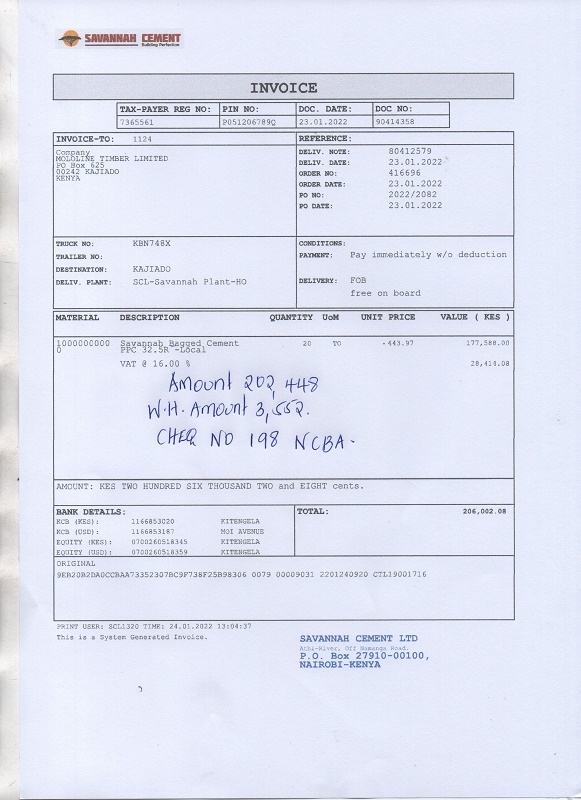 SAVANNAH CEMENT
Building Perfection
INVOICE
TAX-PAYER REG NO: PIN NO: DOC. DATE: DOC NO:
7365561 P051206789Q 23.01.2022 90414358
INVOICE-TO: 1124 REFERENCE:
Company
MOLOLINE TIMBER LIMITED
PO Box 625
00242 KAJIADO
KENYA
DELIV. NOTE: 80412579
DELIV. DATE: 23.01.2022
ORDER NO: 416696
ORDER DATE: 23.01.2022
PO NO: 2022/2082
PO DATE: 23.01.2022
TRUCK NO: KBN748X
TRAILER NO:
DESTINATION: KAJIADO
DELIV. PLANT: SCL-Savannah Plant-HO
CONDITIONS:
PAYMENT: Pay immediately w/o deduction
DELIVERY: FOB
free on board
MATERIAL DESCRIPTION QUANTITY UoM UNIT PRICE VALUE ( KES )
1000000000 Savannah Bagged Cement 20 TO 443.97 177,588.00
0 PPC 32.5R -Local
VAT @ 16.00 % 28,414.08
Amount 202,448
W.H. Amount 3,552.
CHEQ NO 198 NCBA.
AMOUNT: KES TWO HUNDRED SIX THOUSAND TWO and EIGHT cents.
BANK DETAILS: TOTAL: 206,002.08
KCB (KES): 1166853020 KITENGELA
KCB (USD): 1166853187 MOI AVENUE
EQUITY (KES): 0700260518345 KITENGELA
EQUITY (USD): 0700260518359 KITENGELA
ORIGINAL
9EB20B2DA0CCBAA73352307BC9F738F25B98306 0079 00009031 2201240920 CTL19001716
PRINT USER: SCL1320 TIME: 24.01.2022 13:04:37
This is a System Generated Invoice.
SAVANNAH CEMENT LTD
Athi-River, Off Namanga Road.
P.O. Box 27910-00100,
NAIROBI-KENYA